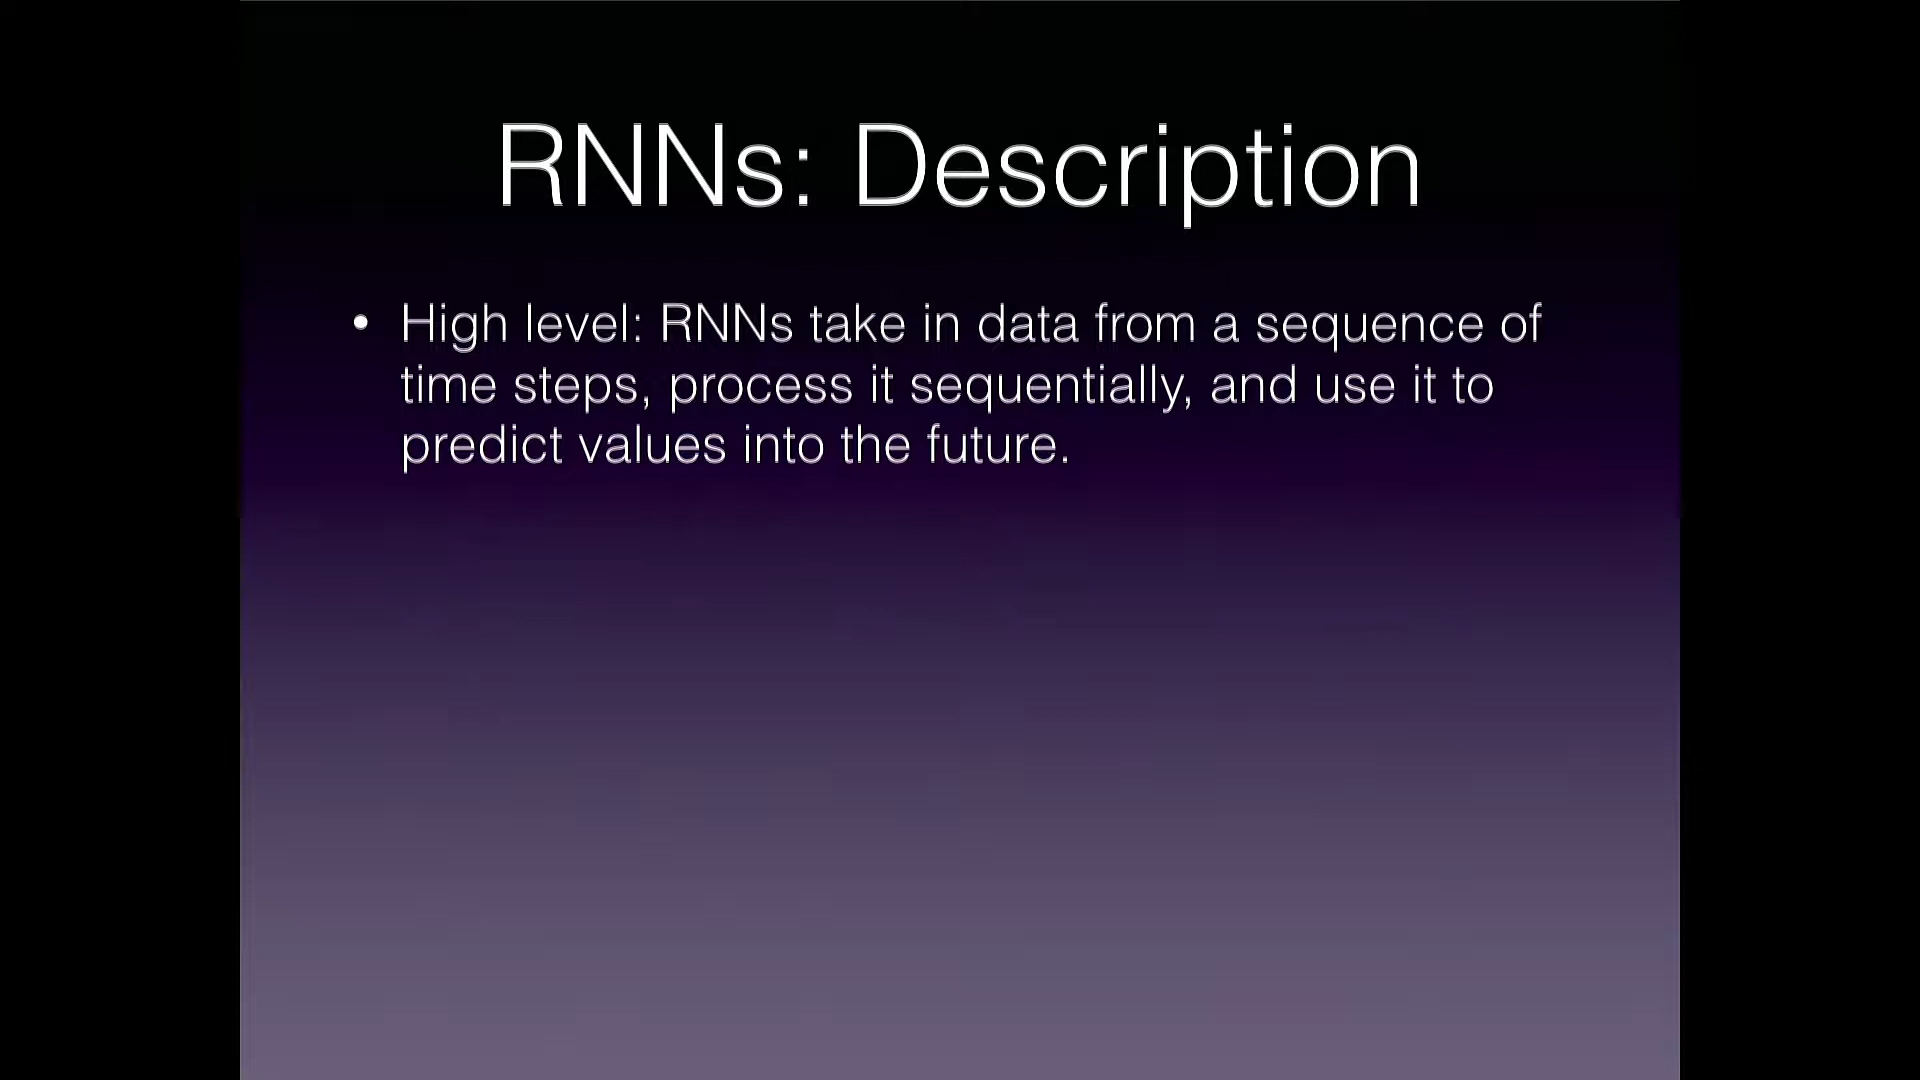 RNNs: Description
• High level: RNNs take in data from a sequence of
time steps, process it sequentially, and use it to
predict values into the future.